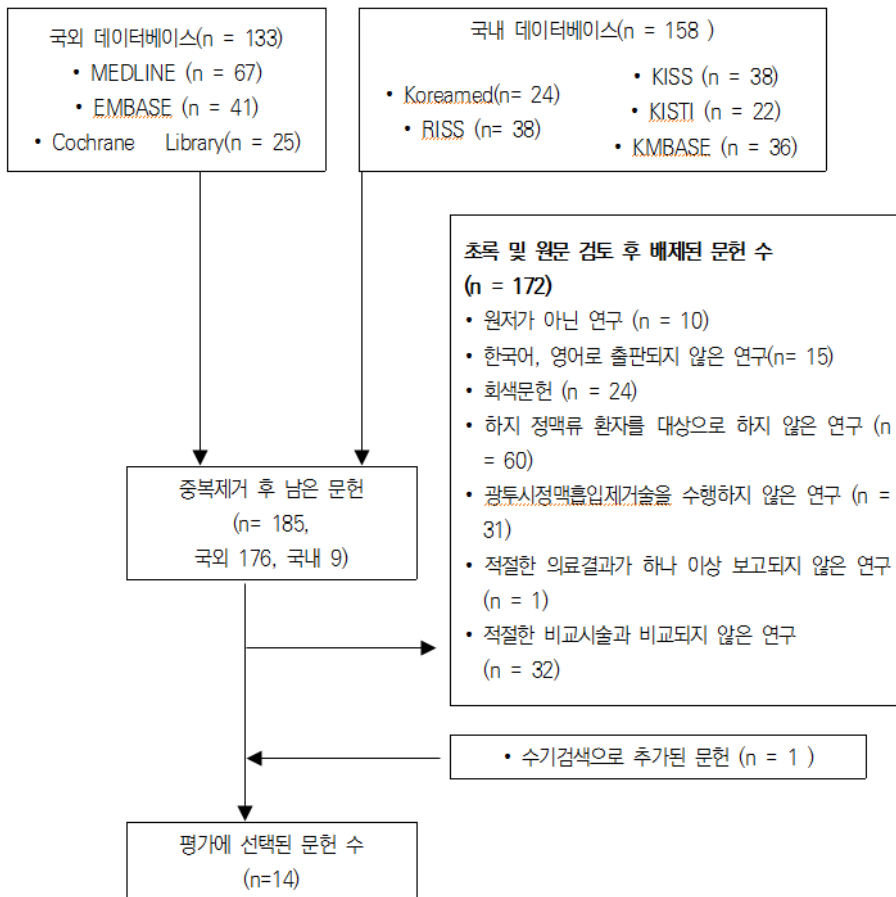 국외 데이터베이스(n = 133)
• MEDLINE (n = 67)
• EMBASE (n = 41)
• Cochrane Library(n = 25)
국내 데이터베이스(n = 158 )
• Koreamed(n= 24)
• RISS (n= 38)
• KISS (n = 38)
• KISTI (n = 22)
• KMBASE (n = 36)
초록 및 원문 검토 후 배제된 문헌 수
(n = 172)
• 원저가 아닌 연구 (n = 10)
• 한국어, 영어로 출판되지 않은 연구(n= 15)
• 회색문헌 (n = 24)
• 하지 정맥류 환자를 대상으로 하지 않은 연구 (n
= 60)
• 광투시정맥흡입제거술을 수행하지 않은 연구 (n =
31)
• 적절한 의료결과가 하나 이상 보고되지 않은 연구
(n = 1)
• 적절한 비교시술과 비교되지 않은 연구
(n = 32)
중복제거 후 남은 문헌
(n= 185,
국외 176, 국내 9)
• 수기검색으로 추가된 문헌 (n = 1 )
평가에 선택된 문헌 수
(n=14)